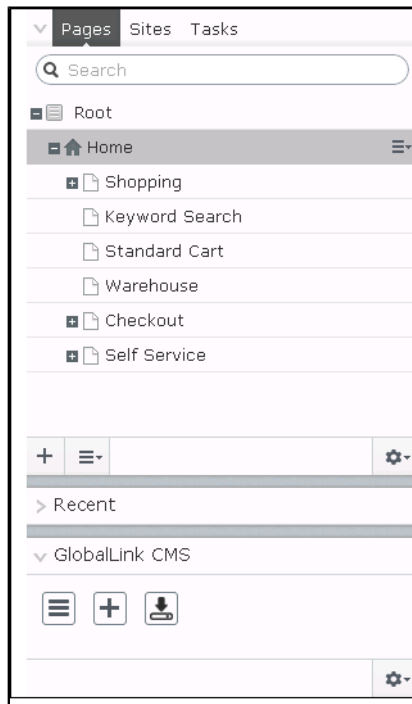 Pages Sites Tasks
Search
Root
Home
Shopping
Keyword Search
Standard Cart
Warehouse
Checkout
Self Service
Recent
GlobalLink CMS